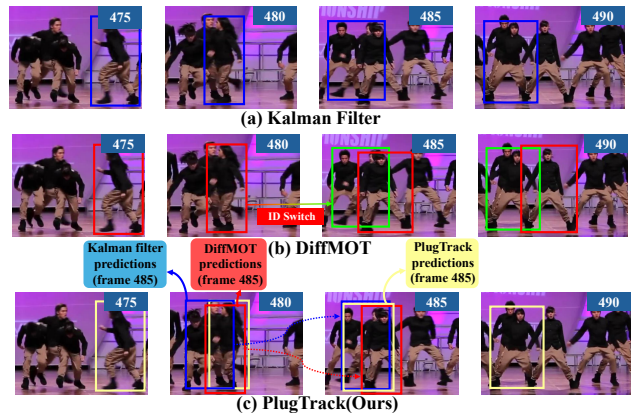 475 480 485 490
(a) Kalman Filter
475 480 485 490
ID Switch
(b) DiffMOT
Kalman filter
predictions
(frame 485)
DiffMOT
predictions
(frame 485)
PlugTrack
predictions
(frame 485)
475 480 485 490
(c) PlugTrack(Ours)